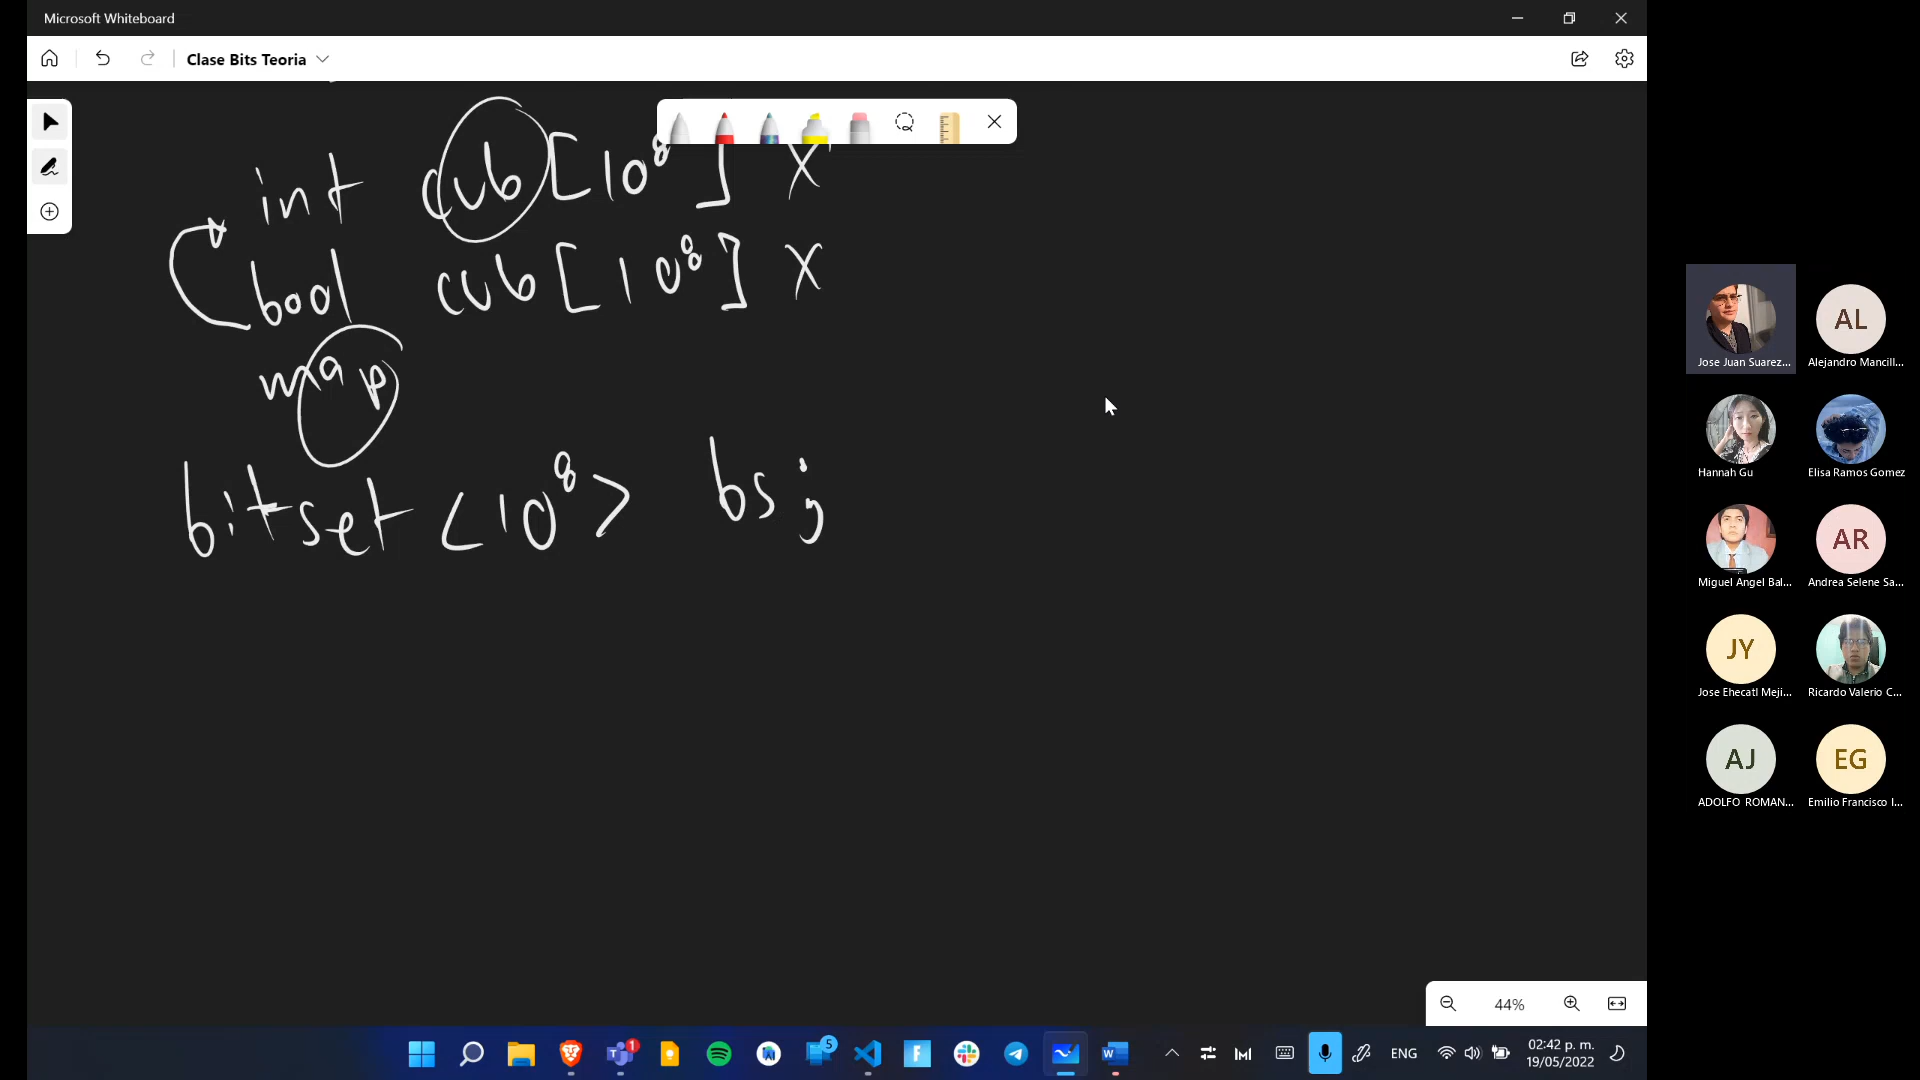 Microsoft Whiteboard
Clase Bits Teoria
int cub[10⁸] X
bool cub[10⁸] X
map
bitset <10⁸> bs;
Jose Juan Suarez...
Alejandro Mancill...
AL
Hannah Gu
Elisa Ramos Gomez
Miguel Angel Bal...
Andrea Selene Sa...
AR
Jose Ehecatl Meji...
JY
Ricardo Valerio C...
ADOLFO ROMAN...
AJ
Emilio Francisco I...
EG
44%
1
5
ENG
02:42 p. m.
19/05/2022